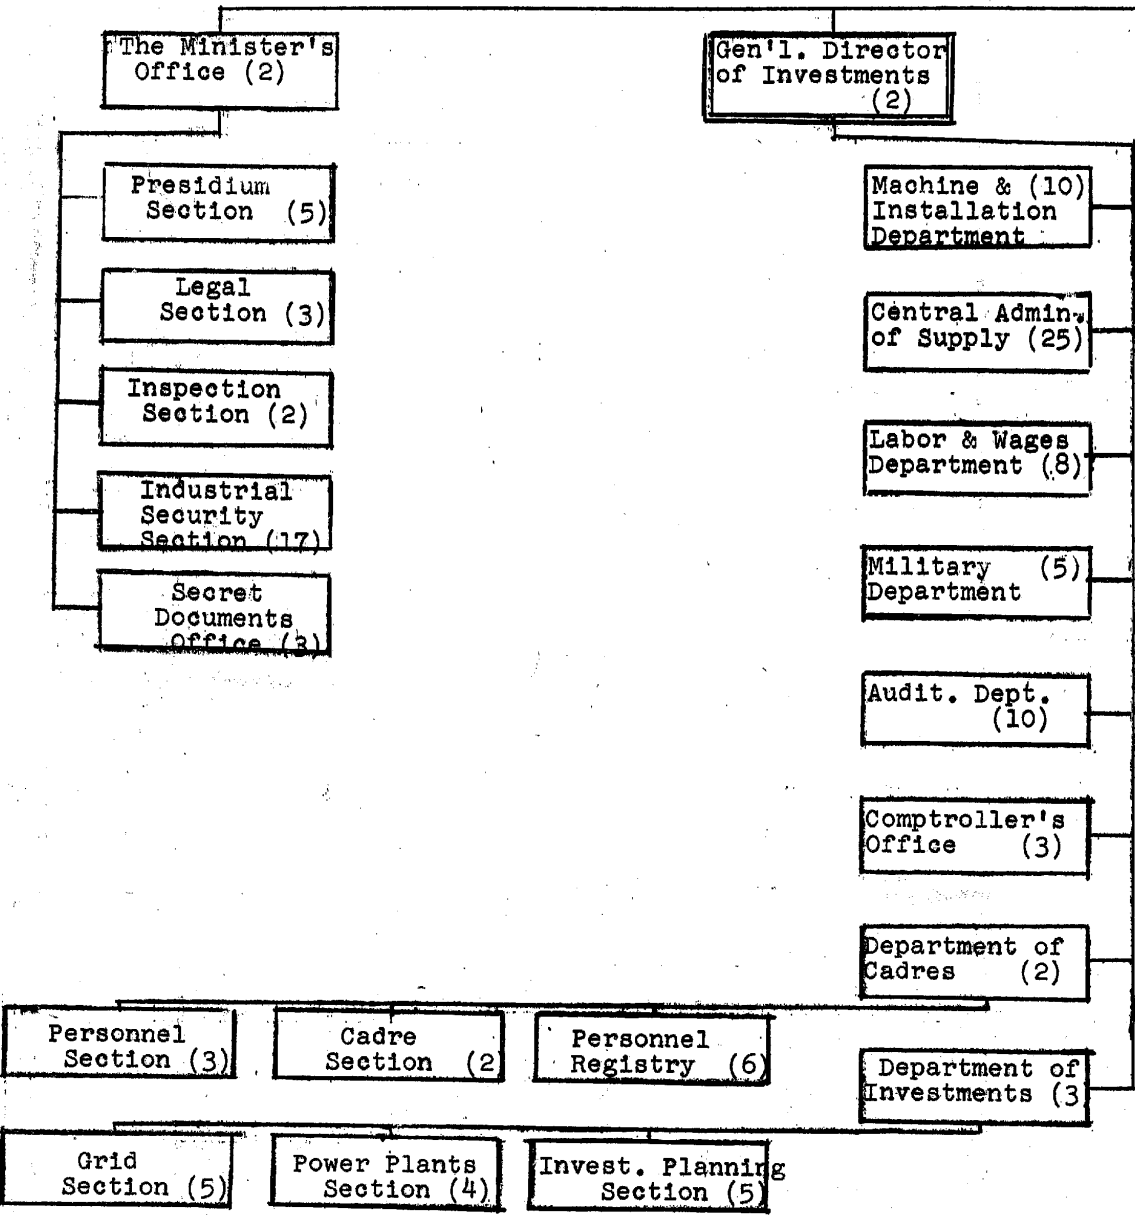 The Minister's
Office (2)
Gen'l. Director
of Investments
(2)
Presidium
Section (5)
Legal
Section (3)
Inspection
Section (2)
Industrial
Security
Section (17)
Secret
Documents
Office (3)
Machine & (10)
Installation
Department
Central Admin.
of Supply (25)
Labor & Wages
Department (8)
Military (5)
Department
Audit. Dept.
(10)
Comptroller's
Office (3)
Department of
Cadres (2)
Personnel
Section (3)
Cadre
Section (2
Personnel
Registry (6)
Department of
Investments (3
Grid
Section (5)
Power Plants
Section (4)
Invest. Planning
Section (5)